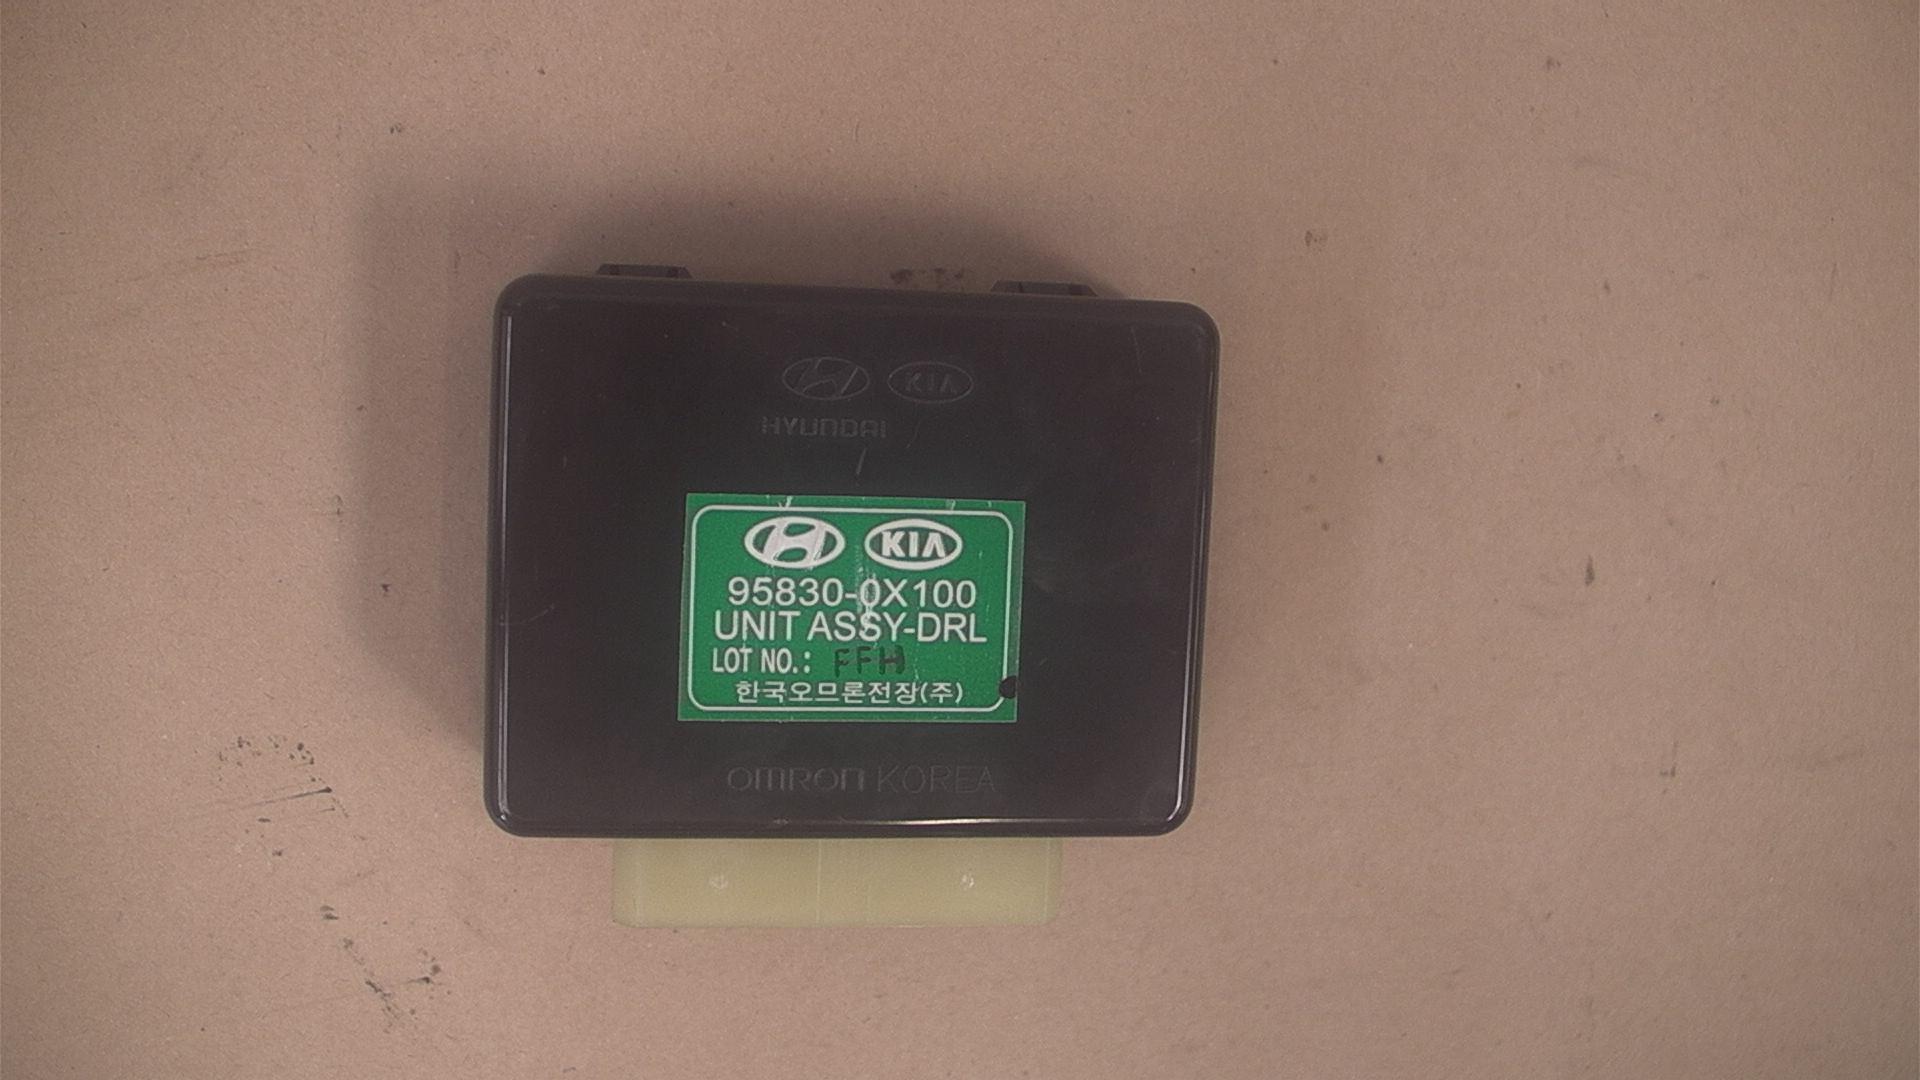 KIA
HYUNDAI
KIA
95830-0X100
UNIT ASSY-DRL
LOT NO.: FFH
한국오므론전장(주)
OMRON KOREA